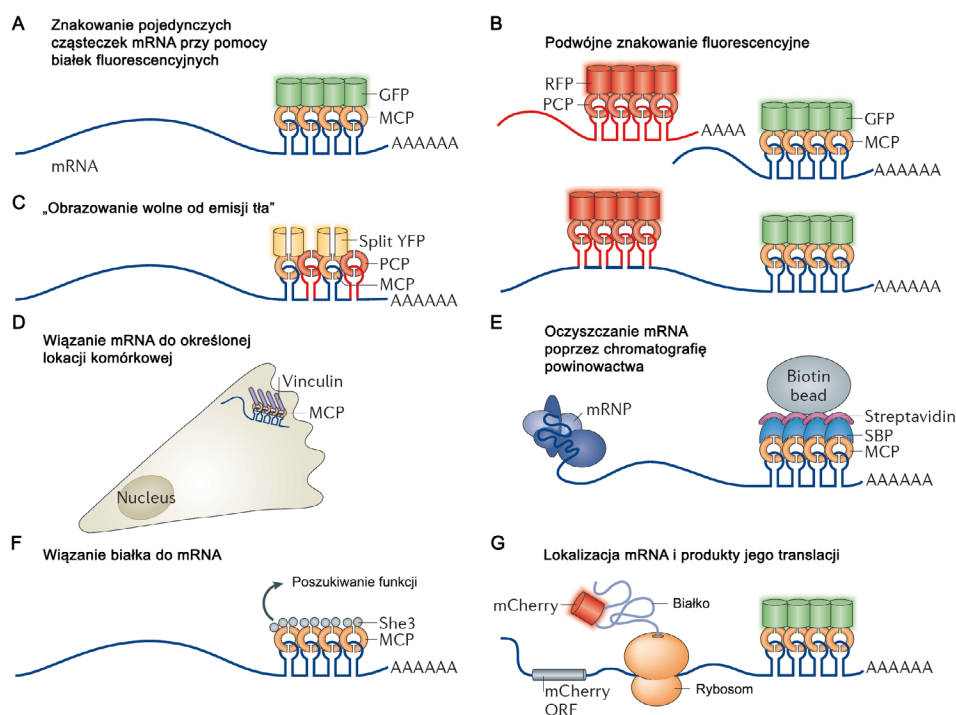 A
Znakowanie pojedynczych
cząsteczek mRNA przy pomocy
białek fluorescencyjnych
GFP
MCP
AAAAAA
mRNA
B
Podwójne znakowanie fluorescencyjne
RFP
PCP
AAAA
GFP
MCP
AAAAAA
AAAAAA
C
„Obrazowanie wolne od emisji tła”
Split YFP
PCP
MCP
AAAAAA
D
Wiązanie mRNA do określonej
lokacji komórkowej
Vinculin
MCP
Nucleus
E
Oczyszczanie mRNA
poprzez chromatografię
powinowactwa
Biotin
bead
mRNP
Streptavidin
SBP
MCP
AAAAAA
F
Wiązanie białka do mRNA
Poszukiwanie funkcji
She3
MCP
AAAAAA
G
Lokalizacja mRNA i produkty jego translacji
mCherry
Białko
AAAAAA
mCherry
ORF
Rybosom